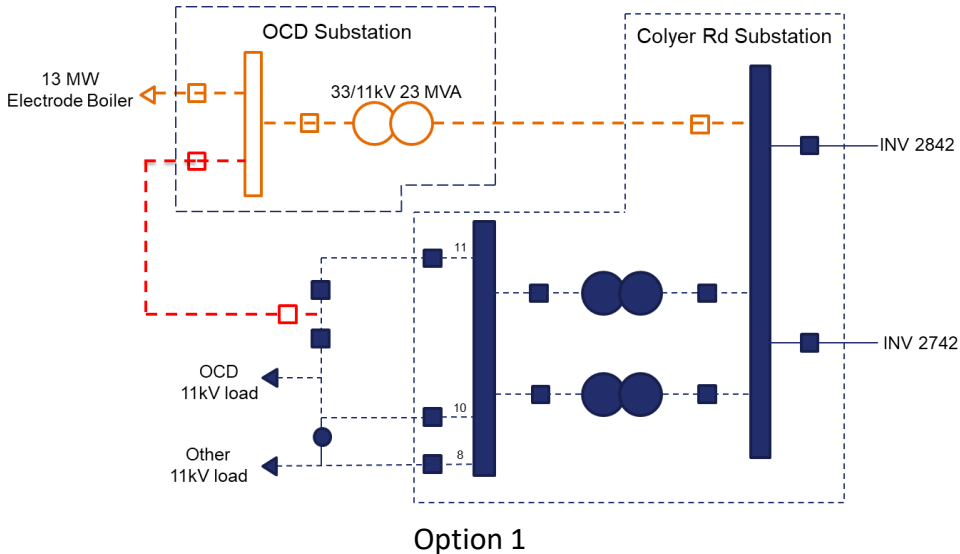 OCD Substation
Colyer Rd Substation
13 MW
Electrode Boiler
33/11kV 23 MVA
INV 2842
11
INV 2742
OCD
11kV load
10
Other
11kV load
8
Option 1